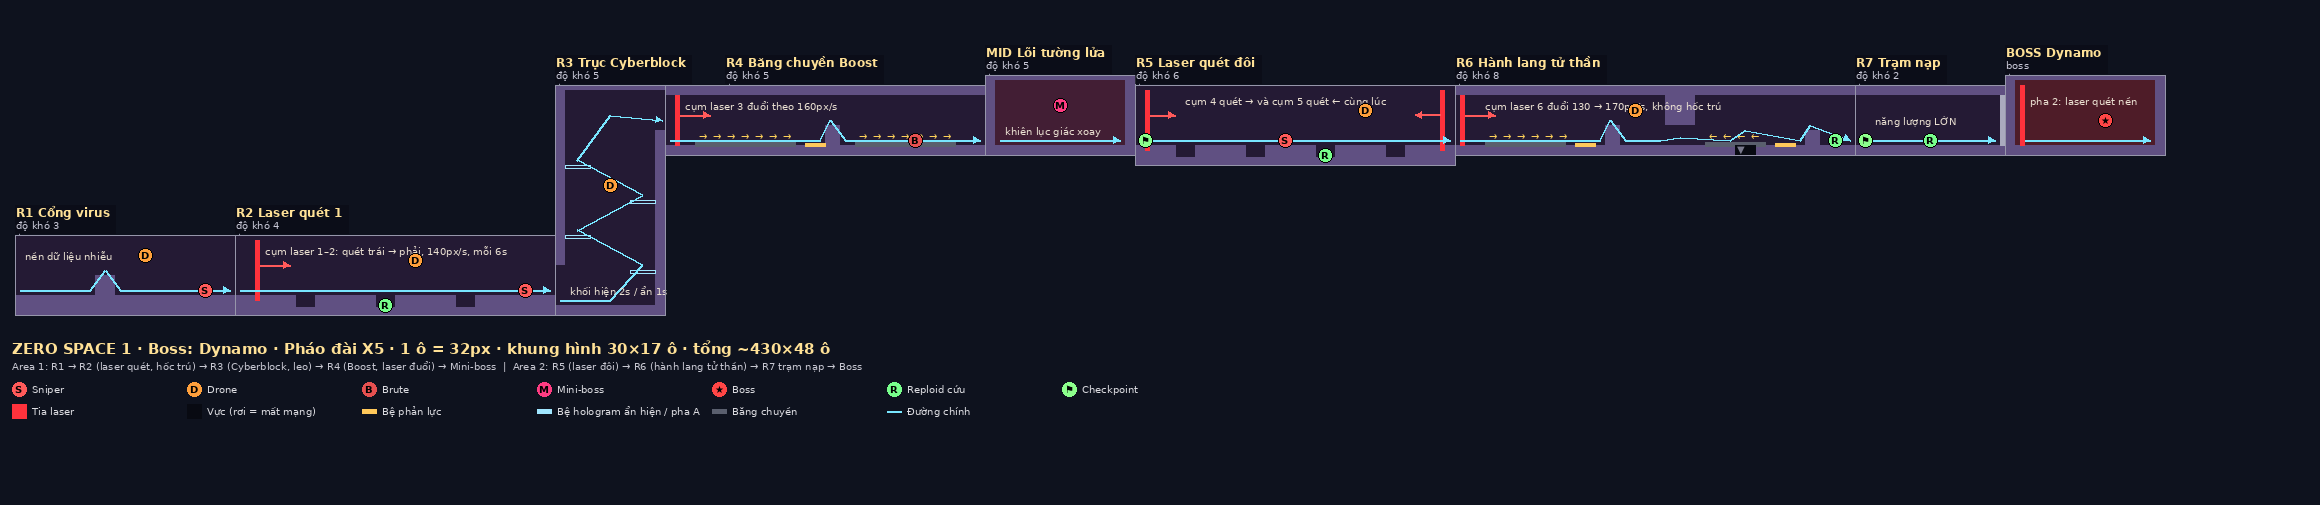 R1 Cổng virus
độ khó 3
nền dữ liệu nhiễu
D
S
R2 Laser quét 1
độ khó 4
cụm laser 1–2: quét trái → phải, 140px/s, mỗi 6s
D
S
R
R3 Trục Cyberblock
độ khó 5
D
khối hiện 2s / ẩn 1s
R4 Băng chuyền Boost
độ khó 5
cụm laser 3 đuổi theo 160px/s
→ → → → → → →
→ → → → → → →
B
MID Lõi tường lửa
độ khó 5
M
khiên lục giác xoay
R5 Laser quét đôi
độ khó 6
cụm 4 quét → và cụm 5 quét ← cùng lúc
D
S
R
R6 Hành lang tử thần
độ khó 8
cụm laser 6 đuổi 130 → 170px/s, không hốc trú
D
→ → → → → →
← ← ← ←
▼
R
R7 Trạm nạp
độ khó 2
năng lượng LỚN
R
R
BOSS Dynamo
boss
pha 2: laser quét nền
★
ZERO SPACE 1 · Boss: Dynamo · Pháo đài X5 · 1 ô = 32px · khung hình 30×17 ô · tổng ~430×48 ô
Area 1: R1 → R2 (laser quét, hốc trú) → R3 (Cyberblock, leo) → R4 (Boost, laser đuổi) → Mini-boss | Area 2: R5 (laser đôi) → R6 (hành lang tử thần) → R7 trạm nạp → Boss
S Sniper
D Drone
B Brute
M Mini-boss
★ Boss
R Reploid cứu
⚑ Checkpoint
Tia laser
Vực (rơi = mất mạng)
Bệ phản lực
Bệ hologram ẩn hiện / pha A
Băng chuyền
Đường chính